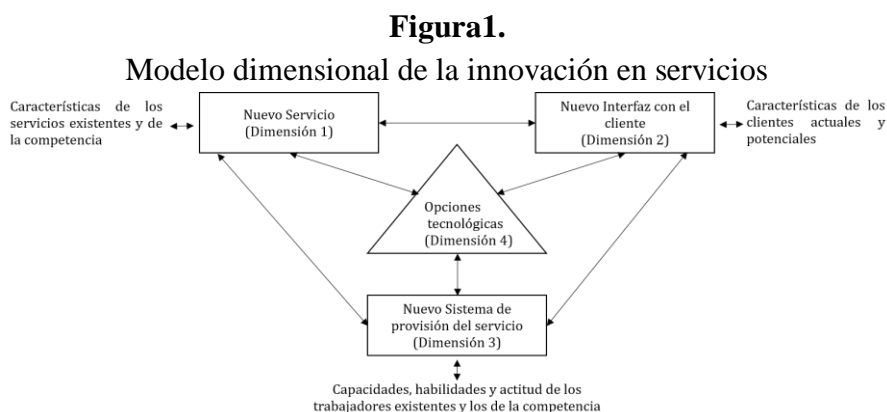 Figura1.
Modelo dimensional de la innovación en servicios
Características de los
servicios existentes y de
la competencia
Nuevo Servicio
(Dimensión 1)
Nuevo Interfaz con el
cliente
(Dimensión 2)
Características de los
clientes actuales y
potenciales
Opciones
tecnológicas
(Dimensión 4)
Nuevo Sistema de
provisión del servicio
(Dimensión 3)
Capacidades, habilidades y actitud de los
trabajadores existentes y los de la competencia